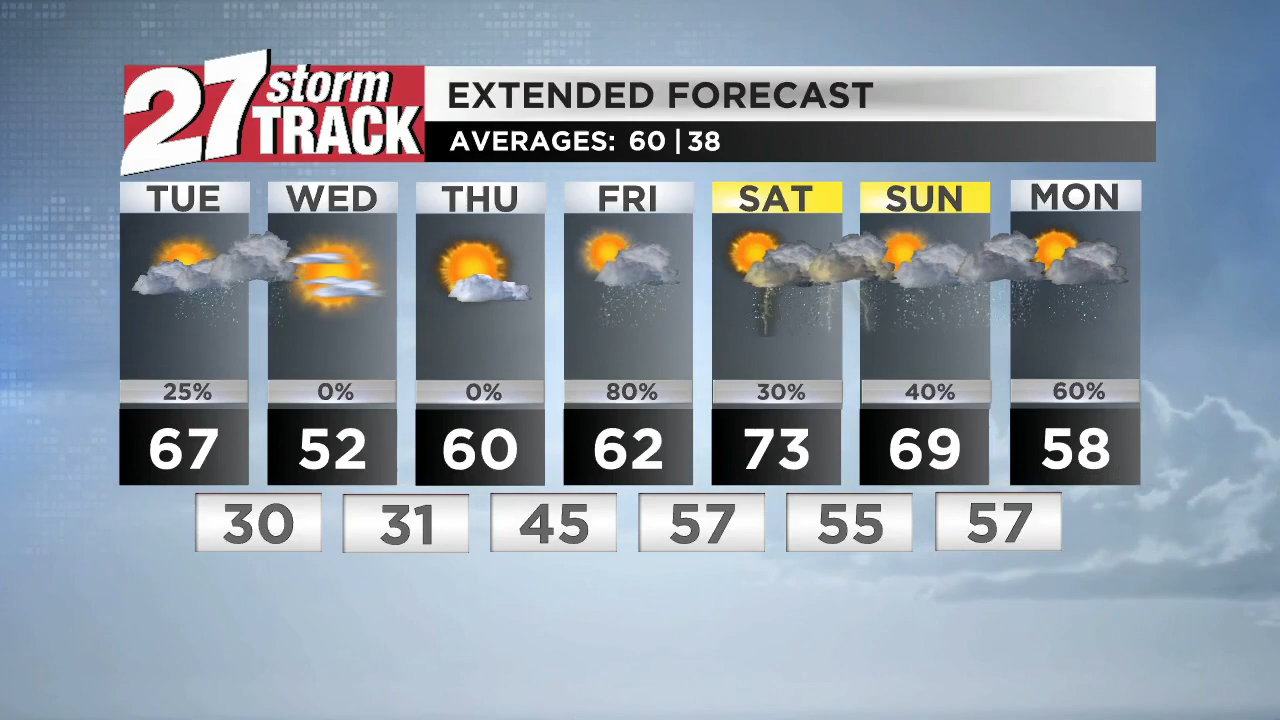 27 storm TRACK
EXTENDED FORECAST
AVERAGES: 60 | 38
TUE WED THU FRI SAT SUN MON
25% 0% 0% 80% 30% 40% 60%
67 52 60 62 73 69 58
30 31 45 57 55 57